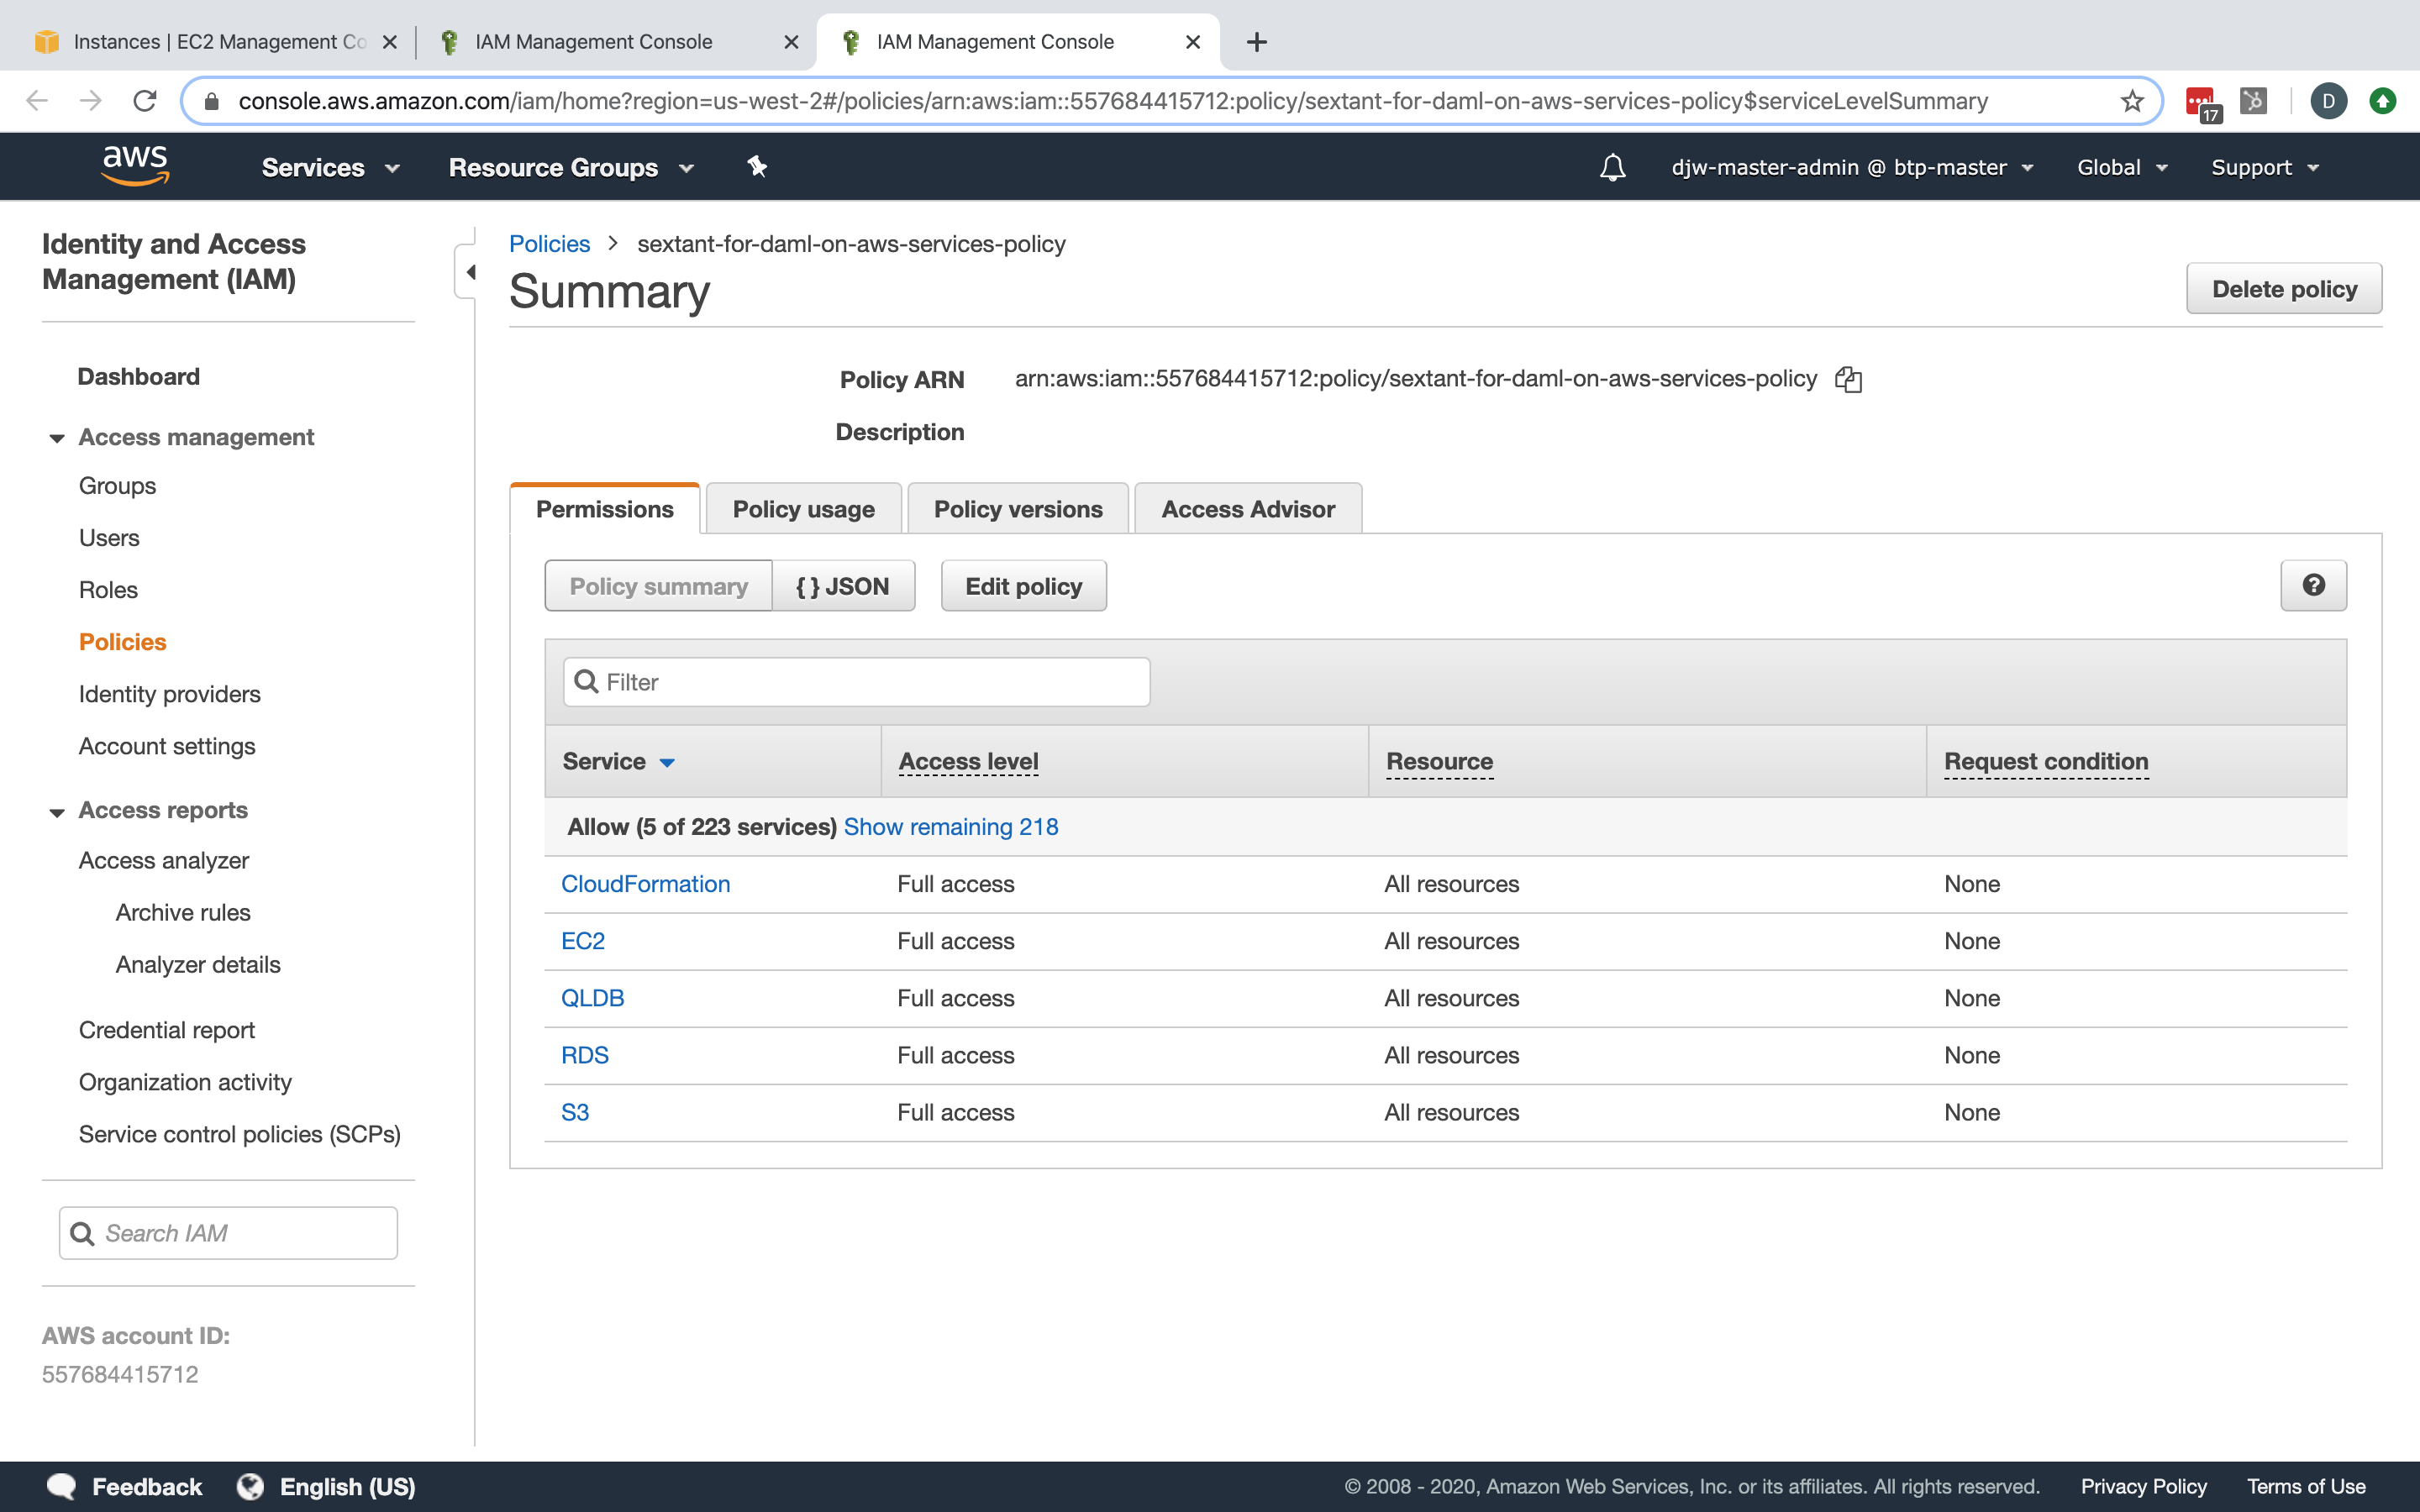 Instances | EC2 Management Co
IAM Management Console
IAM Management Console
console.aws.amazon.com/iam/home?region=us-west-2#/policies/arn:aws:iam::557684415712:policy/sextant-for-daml-on-aws-services-policy$serviceLevelSummary
17
D
aws
Services
Resource Groups
djw-master-admin @ btp-master
Global
Support
Identity and Access
Management (IAM)
Dashboard
Access management
Groups
Users
Roles
Policies
Identity providers
Account settings
Access reports
Access analyzer
Archive rules
Analyzer details
Credential report
Organization activity
Service control policies (SCPs)
Search IAM
AWS account ID:
557684415712
Policies > sextant-for-daml-on-aws-services-policy
Summary
Delete policy
Policy ARN arn:aws:iam::557684415712:policy/sextant-for-daml-on-aws-services-policy
Description
Permissions
Policy usage
Policy versions
Access Advisor
Policy summary
{ } JSON
Edit policy
?
Filter
Service Access level Resource Request condition
Allow (5 of 223 services) Show remaining 218
CloudFormation Full access All resources None
EC2 Full access All resources None
QLDB Full access All resources None
RDS Full access All resources None
S3 Full access All resources None
Feedback
English (US)
© 2008 - 2020, Amazon Web Services, Inc. or its affiliates. All rights reserved.
Privacy Policy
Terms of Use